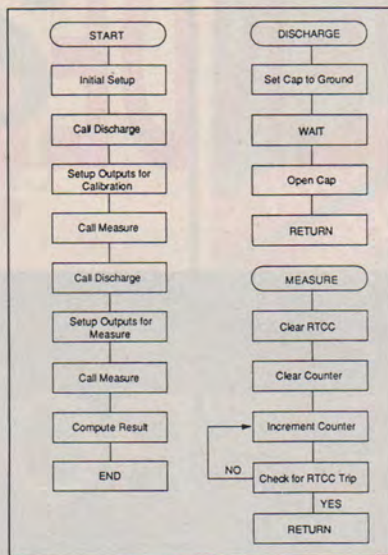 START
Initial Setup
Call Discharge
Setup Outputs for
Calibration
Call Measure
Call Discharge
Setup Outputs for
Measure
Call Measure
Compute Result
END
DISCHARGE
Set Cap to Ground
WAIT
Open Cap
RETURN
MEASURE
Clear RTCC
Clear Counter
Increment Counter
NO
Check for RTCC Trip
YES
RETURN